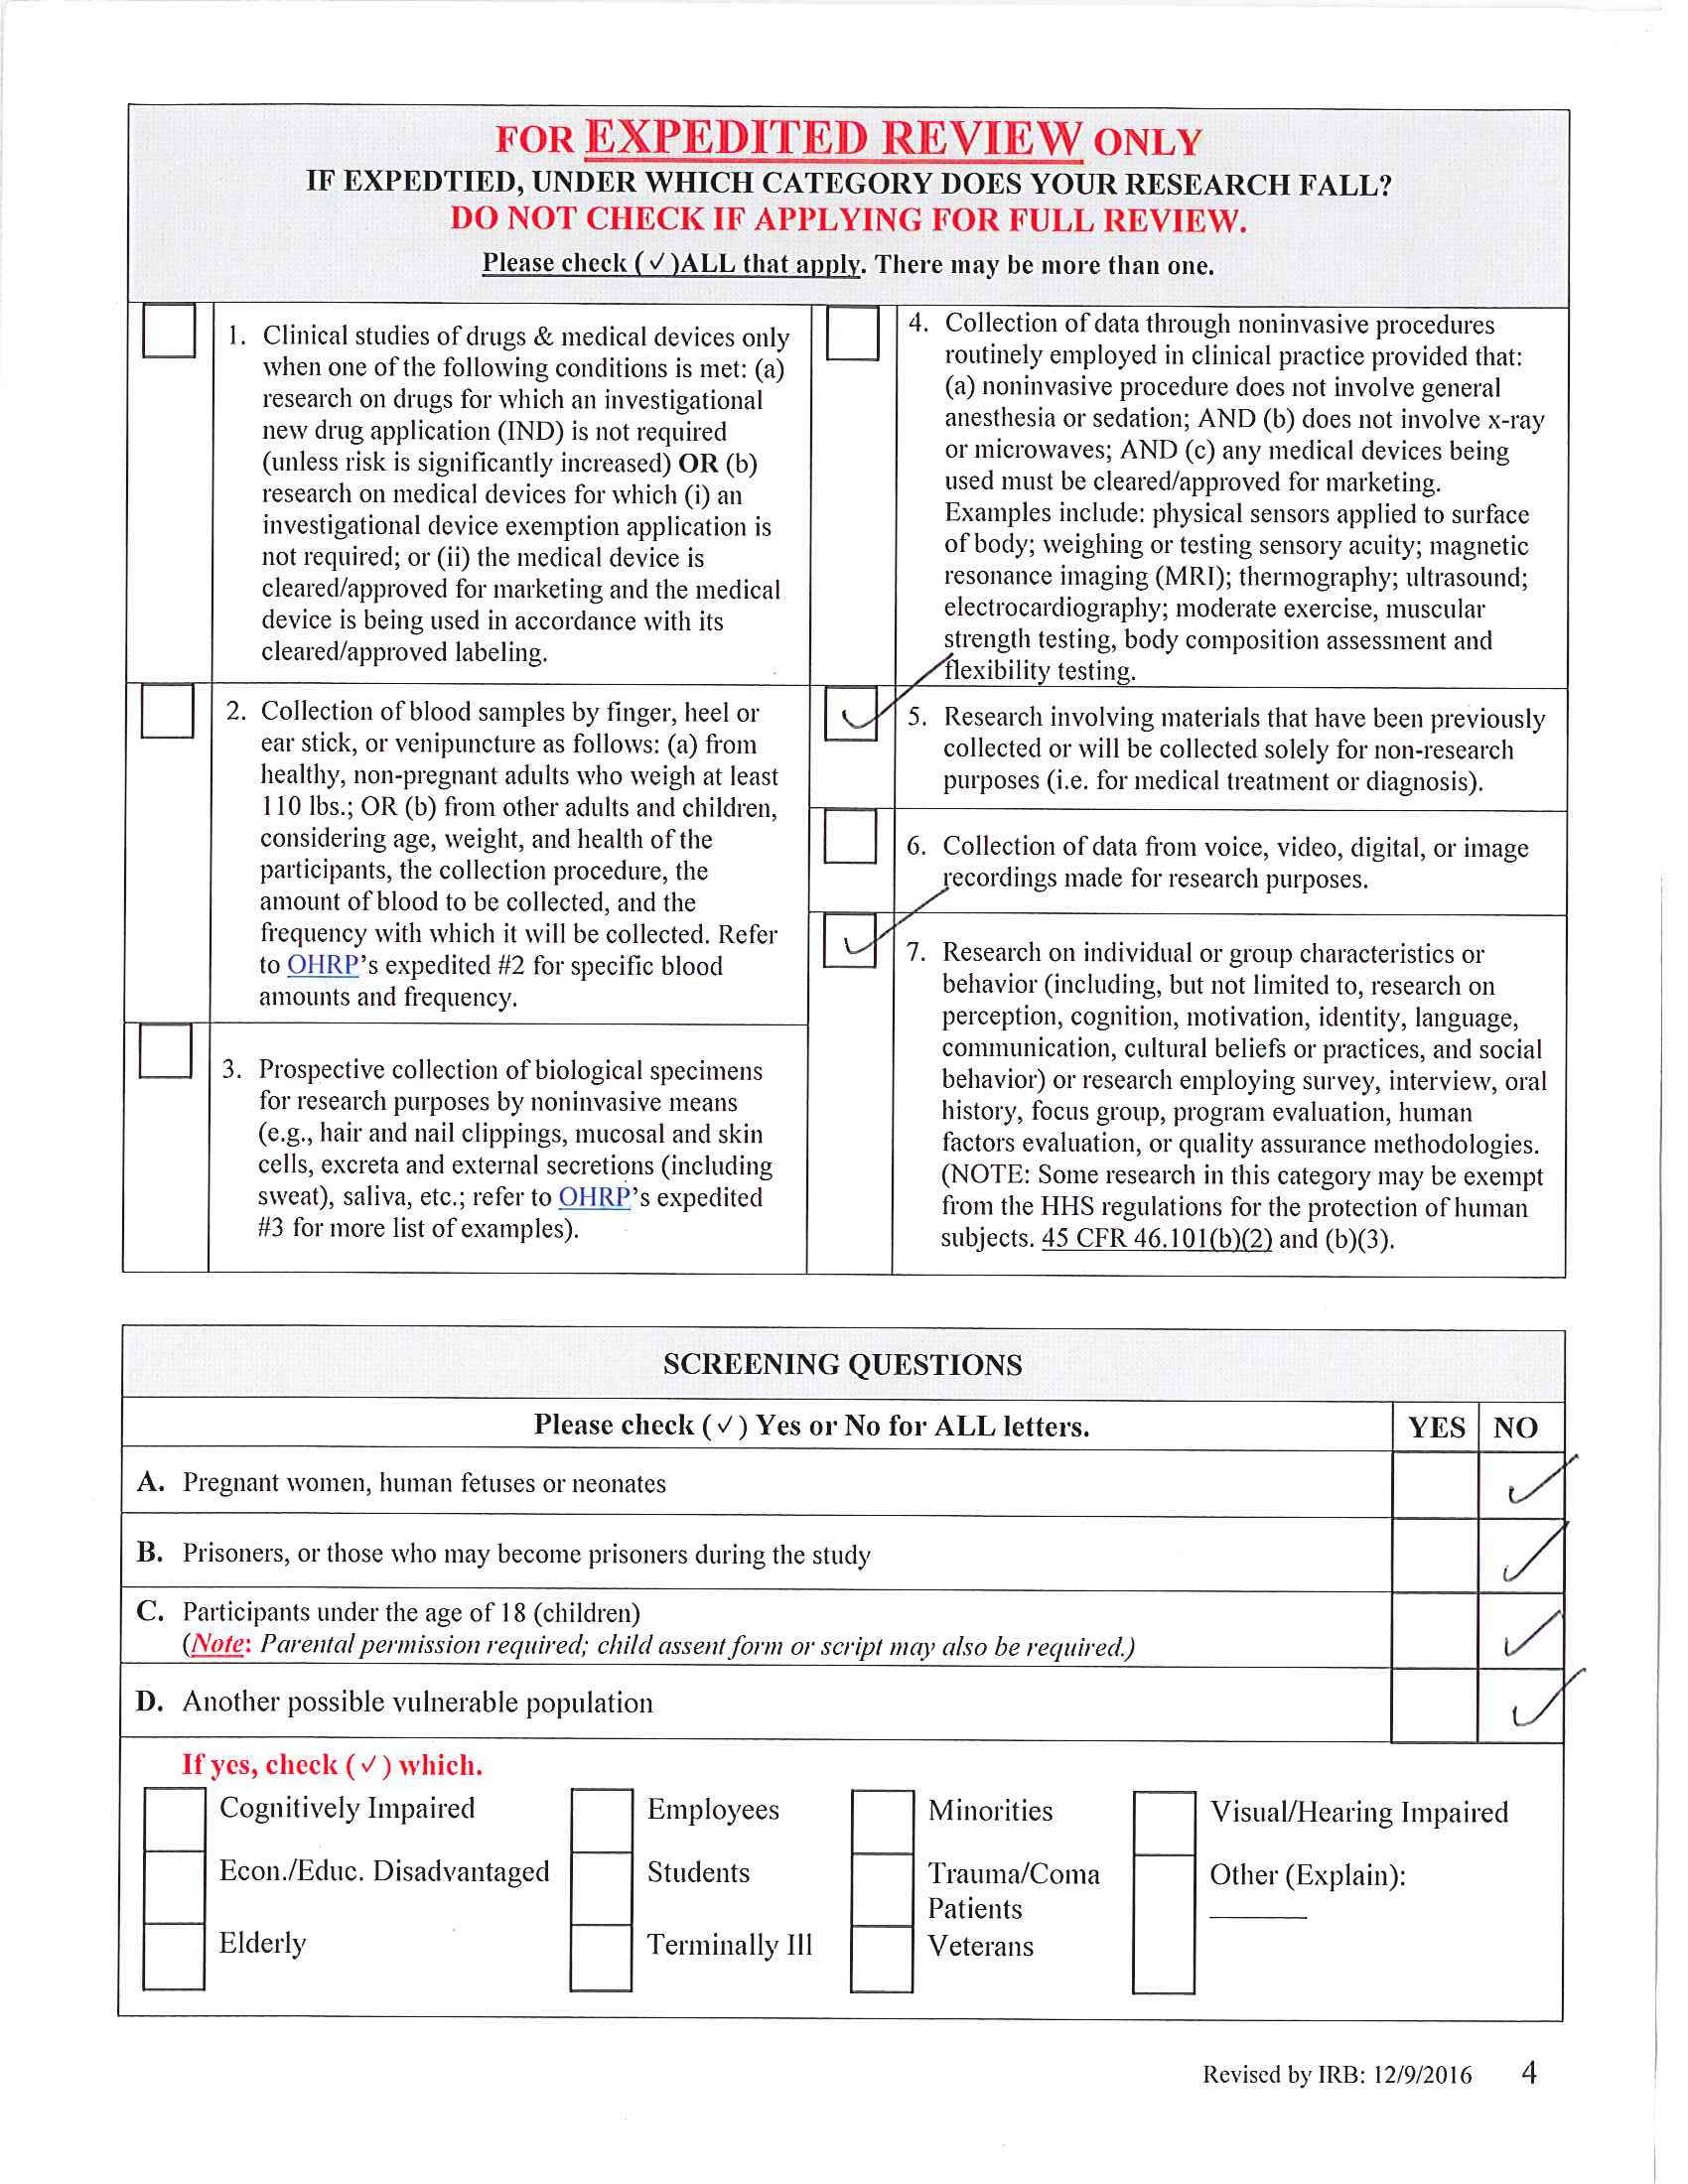 FOR EXPEDITED REVIEW ONLY
IF EXPEDTIED, UNDER WHICH CATEGORY DOES YOUR RESEARCH FALL?
DO NOT CHECK IF APPLYING FOR FULL REVIEW.
Please check (✓)ALL that apply. There may be more than one.
1. Clinical studies of drugs & medical devices only
when one of the following conditions is met: (a)
research on drugs for which an investigational
new drug application (IND) is not required
(unless risk is significantly increased) OR (b)
research on medical devices for which (i) an
investigational device exemption application is
not required; or (ii) the medical device is
cleared/approved for marketing and the medical
device is being used in accordance with its
cleared/approved labeling.
2. Collection of blood samples by finger, heel or
ear stick, or venipuncture as follows: (a) from
healthy, non-pregnant adults who weigh at least
110 lbs.; OR (b) from other adults and children,
considering age, weight, and health of the
participants, the collection procedure, the
amount of blood to be collected, and the
frequency with which it will be collected. Refer
to OHRP's expedited #2 for specific blood
amounts and frequency.
3. Prospective collection of biological specimens
for research purposes by noninvasive means
(e.g., hair and nail clippings, mucosal and skin
cells, excreta and external secretions (including
sweat), saliva, etc.; refer to OHRP's expedited
#3 for more list of examples).
4. Collection of data through noninvasive procedures
routinely employed in clinical practice provided that:
(a) noninvasive procedure does not involve general
anesthesia or sedation; AND (b) does not involve x-ray
or microwaves; AND (c) any medical devices being
used must be cleared/approved for marketing.
Examples include: physical sensors applied to surface
of body; weighing or testing sensory acuity; magnetic
resonance imaging (MRI); thermography; ultrasound;
electrocardiography; moderate exercise, muscular
strength testing, body composition assessment and
flexibility testing.
✓ 5. Research involving materials that have been previously
collected or will be collected solely for non-research
purposes (i.e. for medical treatment or diagnosis).
6. Collection of data from voice, video, digital, or image
recordings made for research purposes.
✓ 7. Research on individual or group characteristics or
behavior (including, but not limited to, research on
perception, cognition, motivation, identity, language,
communication, cultural beliefs or practices, and social
behavior) or research employing survey, interview, oral
history, focus group, program evaluation, human
factors evaluation, or quality assurance methodologies.
(NOTE: Some research in this category may be exempt
from the HHS regulations for the protection of human
subjects. 45 CFR 46.101(b)(2) and (b)(3).
SCREENING QUESTIONS
Please check (✓) Yes or No for ALL letters. YES NO
A. Pregnant women, human fetuses or neonates ✓
B. Prisoners, or those who may become prisoners during the study ✓
C. Participants under the age of 18 (children) ✓
(Note: Parental permission required; child assent form or script may also be required.)
D. Another possible vulnerable population ✓
If yes, check (✓) which.
Cognitively Impaired Employees Minorities Visual/Hearing Impaired
Econ./Educ. Disadvantaged Students Trauma/Coma Other (Explain):
Patients
Elderly Terminally Ill Veterans
Revised by IRB: 12/9/2016 4